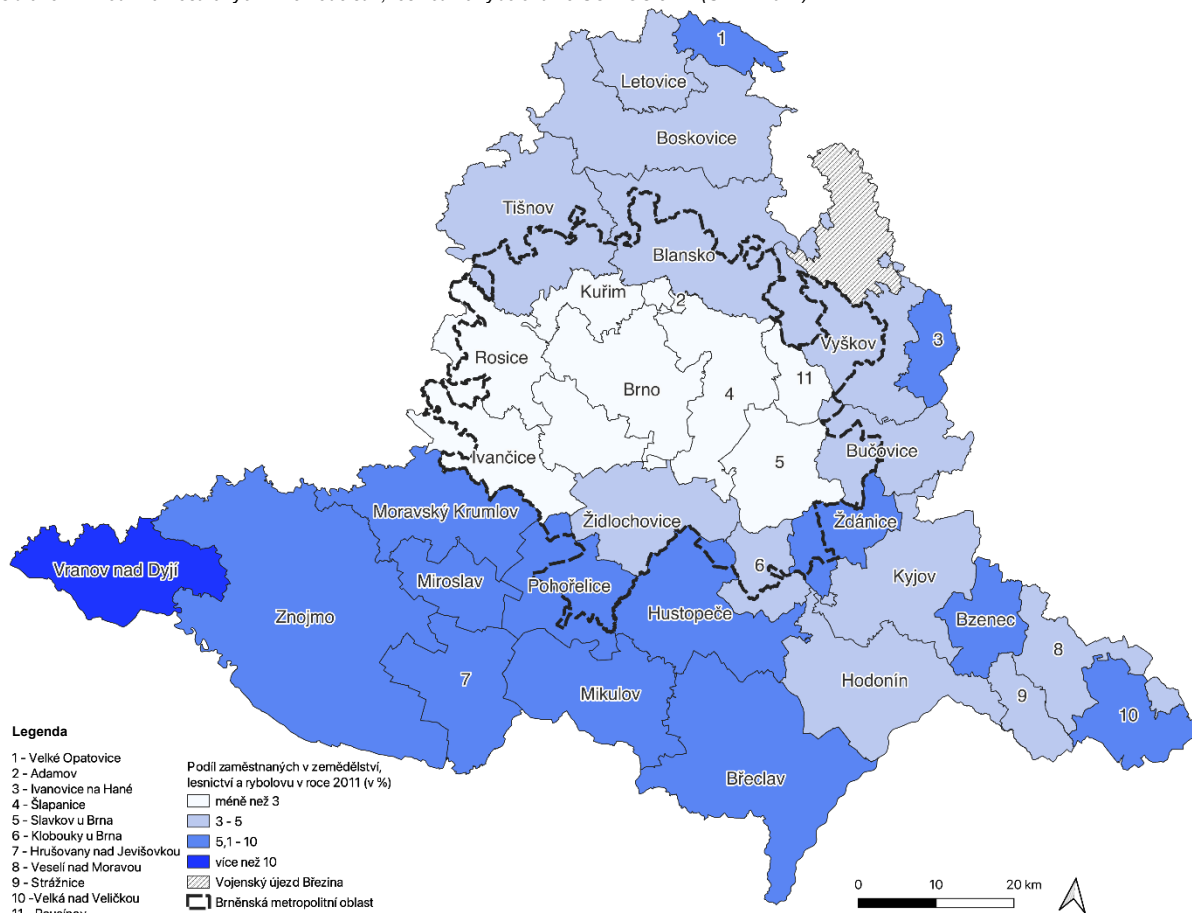 1
Letovice
Boskovice
Tišnov
Blansko
Kuřim
2
Vyškov
3
Rosice
Brno
4
11
Ivančice
5
Bučovice
Moravský Krumlov
Židlochovice
Ždánice
6
Vranov nad Dyjí
Miroslav
Pohořelice
Kyjov
Znojmo
Hustopeče
Bzenec
8
7
Mikulov
Hodonín
9
10
Břeclav
Legenda
1 - Velké Opatovice
2 - Adamov
3 - Ivanovice na Hané
4 - Šlapanice
5 - Slavkov u Brna
6 - Klobouky u Brna
7 - Hrušovany nad Jevišovkou
8 - Veselí nad Moravou
9 - Strážnice
10 -Velká nad Veličkou
Podíl zaměstnaných v zemědělství,
lesnictví a rybolovu v roce 2011 (v %)
méně než 3
3 - 5
5,1 - 10
více než 10
Vojenský újezd Březina
Brněnská metropolitní oblast
0 10 20 km